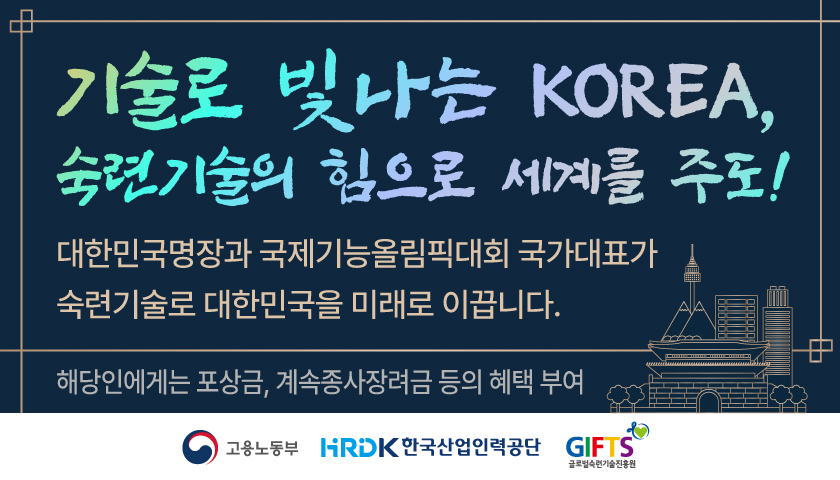 기술로 빛나는 KOREA,
숙련기술의 힘으로 세계를 주도!
대한민국명장과 국제기능올림픽대회 국가대표가
숙련기술로 대한민국을 미래로 이끕니다.
해당인에게는 포상금, 계속종사장려금 등의 혜택 부여
고용노동부 HRDK 한국산업인력공단 GIFTS
글로벌숙련기술진흥원